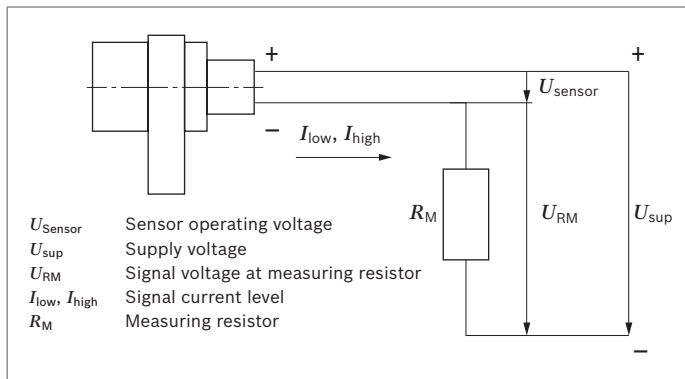 +
+
U_sensor
−
I_low, I_high
R_M
U_RM
U_sup
U_Sensor Sensor operating voltage
U_sup Supply voltage
U_RM Signal voltage at measuring resistor
I_low, I_high Signal current level
R_M Measuring resistor
−